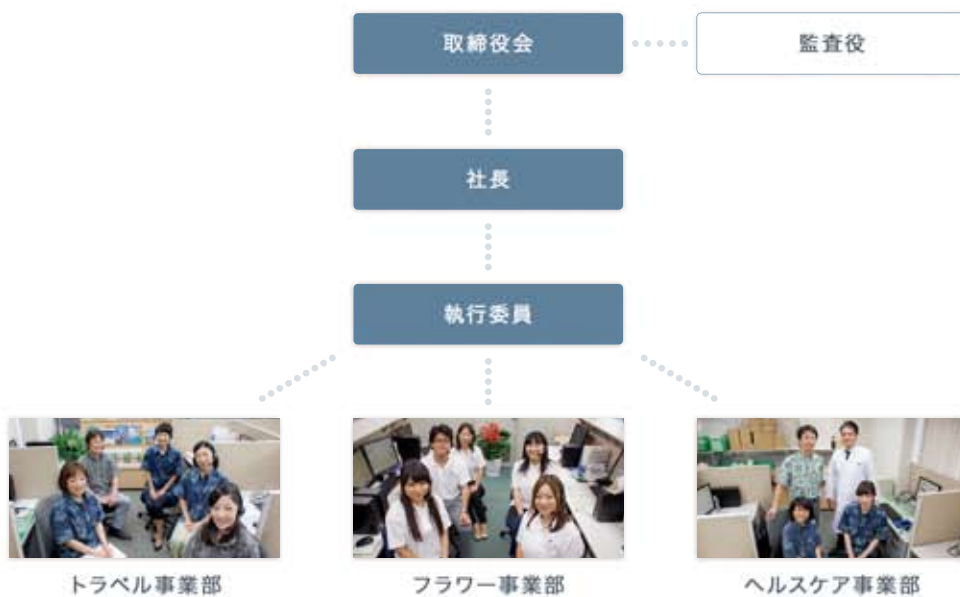 取締役会
監査役
社長
執行委員
トラベル事業部
フラワー事業部
ヘルスケア事業部